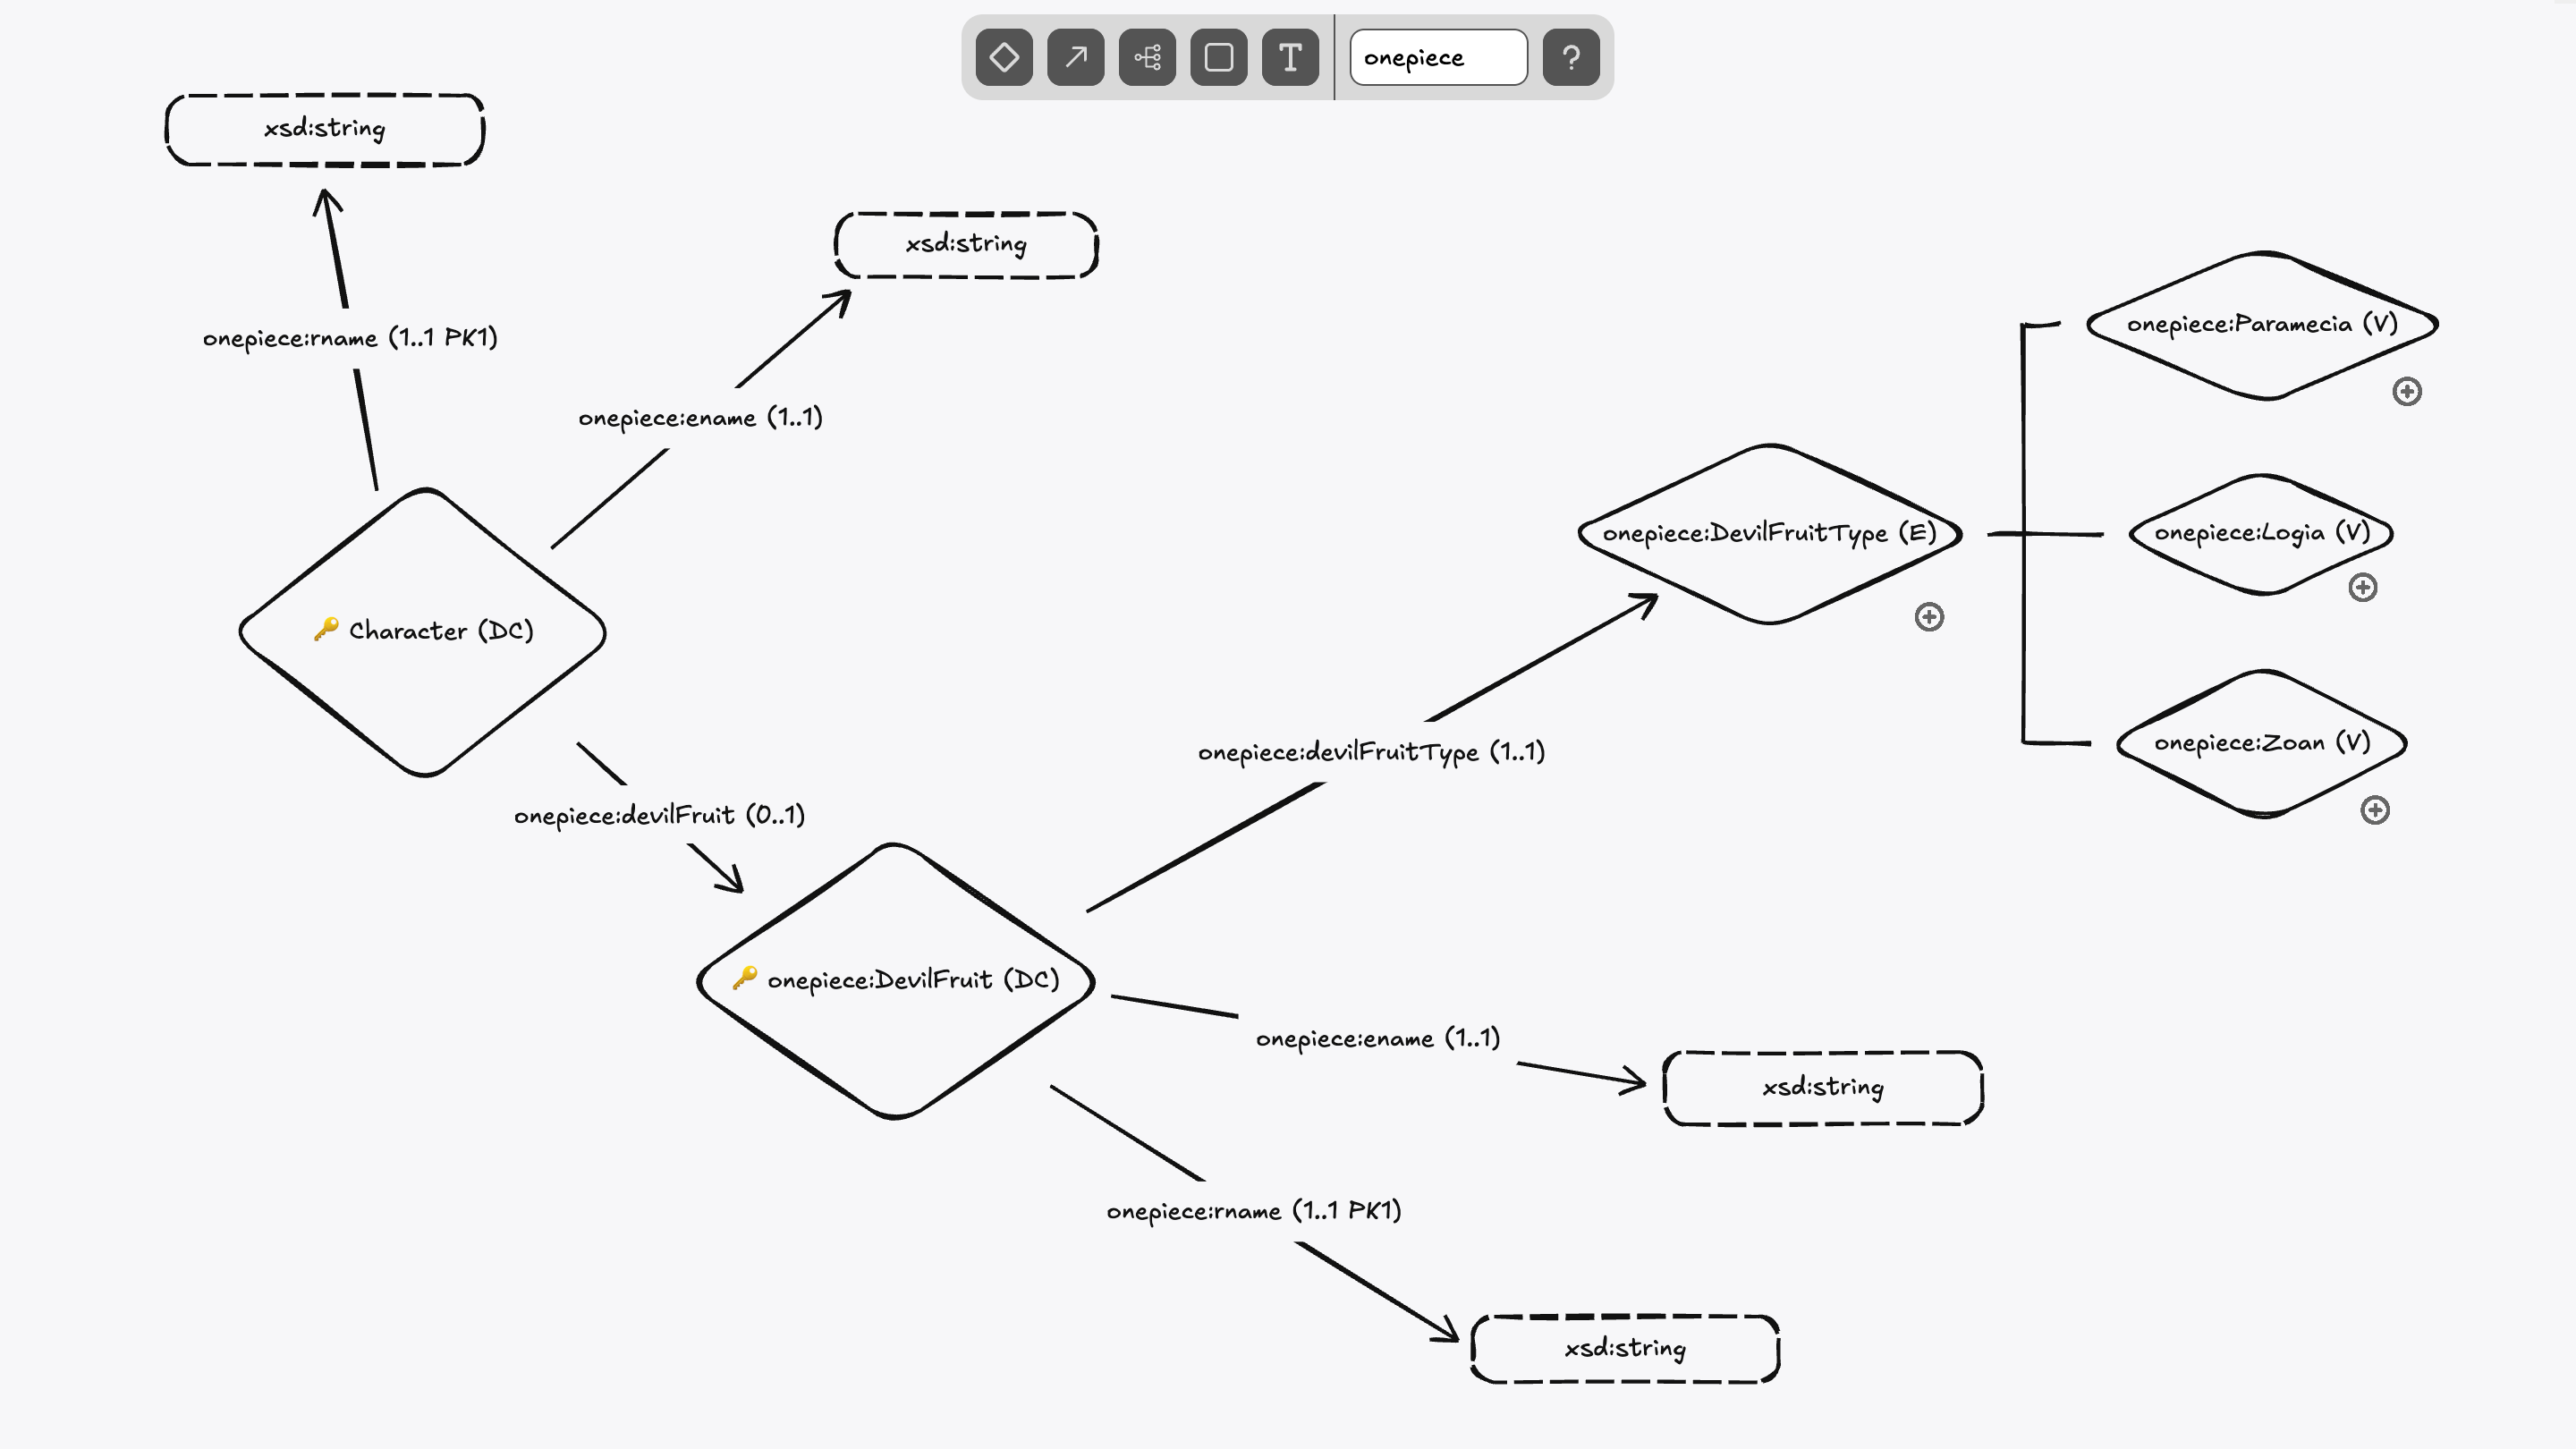 onepiece
?
xsd:string
xsd:string
onepiece:rname (1..1 PK1)
onepiece:ename (1..1)
onepiece:Paramecia (V)
onepiece:DevilFruitType (E)
onepiece:Logia (V)
🔑 Character (DC)
onepiece:devilFruitType (1..1)
onepiece:Zoan (V)
onepiece:devilFruit (0..1)
🔑 onepiece:DevilFruit (DC)
onepiece:ename (1..1)
xsd:string
onepiece:rname (1..1 PK1)
xsd:string